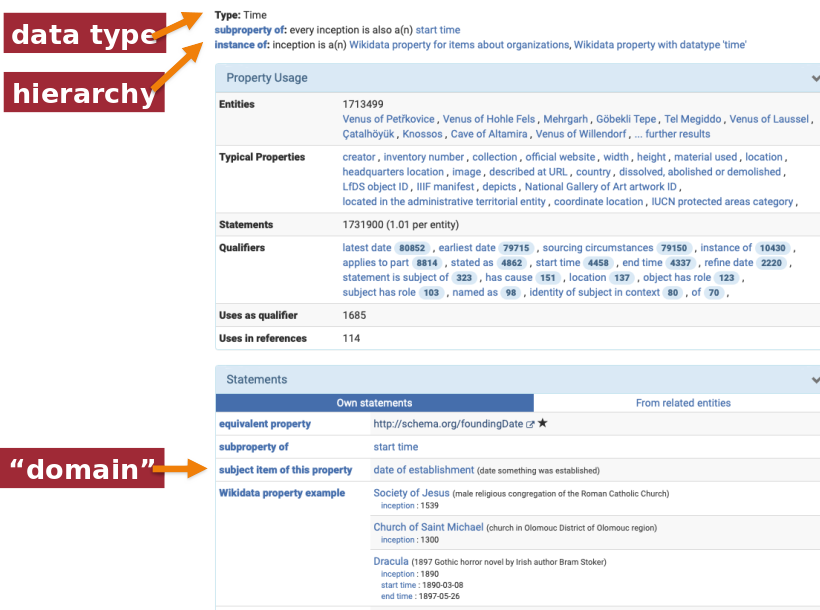 data type
hierarchy
“domain”
Type: Time
subproperty of: every inception is also a(n) start time
instance of: inception is a(n) Wikidata property for items about organizations, Wikidata property with datatype 'time'
Property Usage
Entities 1713499
Venus of Petřkovice , Venus of Hohle Fels , Mehrgarh , Göbekli Tepe , Tel Megiddo , Venus of Laussel ,
Çatalhöyük , Knossos , Cave of Altamira , Venus of Willendorf , ... further results
Typical Properties creator , inventory number , collection , official website , width , height , material used , location ,
headquarters location , image , described at URL , country , dissolved, abolished or demolished ,
LfDS object ID , IIIF manifest , depicts , National Gallery of Art artwork ID ,
located in the administrative territorial entity , coordinate location , IUCN protected areas category ,
Statements 1731900 (1.01 per entity)
Qualifiers latest date 80852 , earliest date 79715 , sourcing circumstances 79150 , instance of 10430 ,
applies to part 8814 , stated as 4862 , start time 4458 , end time 4337 , refine date 2220 ,
statement is subject of 323 , has cause 151 , location 137 , object has role 123 ,
subject has role 103 , named as 98 , identity of subject in context 80 , of 70 ,
Uses as qualifier 1685
Uses in references 114
Statements
Own statements From related entities
equivalent property http://schema.org/foundingDate ★
subproperty of start time
subject item of this property date of establishment (date something was established)
Wikidata property example Society of Jesus (male religious congregation of the Roman Catholic Church)
inception : 1539
Church of Saint Michael (church in Olomouc District of Olomouc region)
inception : 1300
Dracula (1897 Gothic horror novel by Irish author Bram Stoker)
inception : 1890
start time : 1890-03-08
end time : 1897-05-26